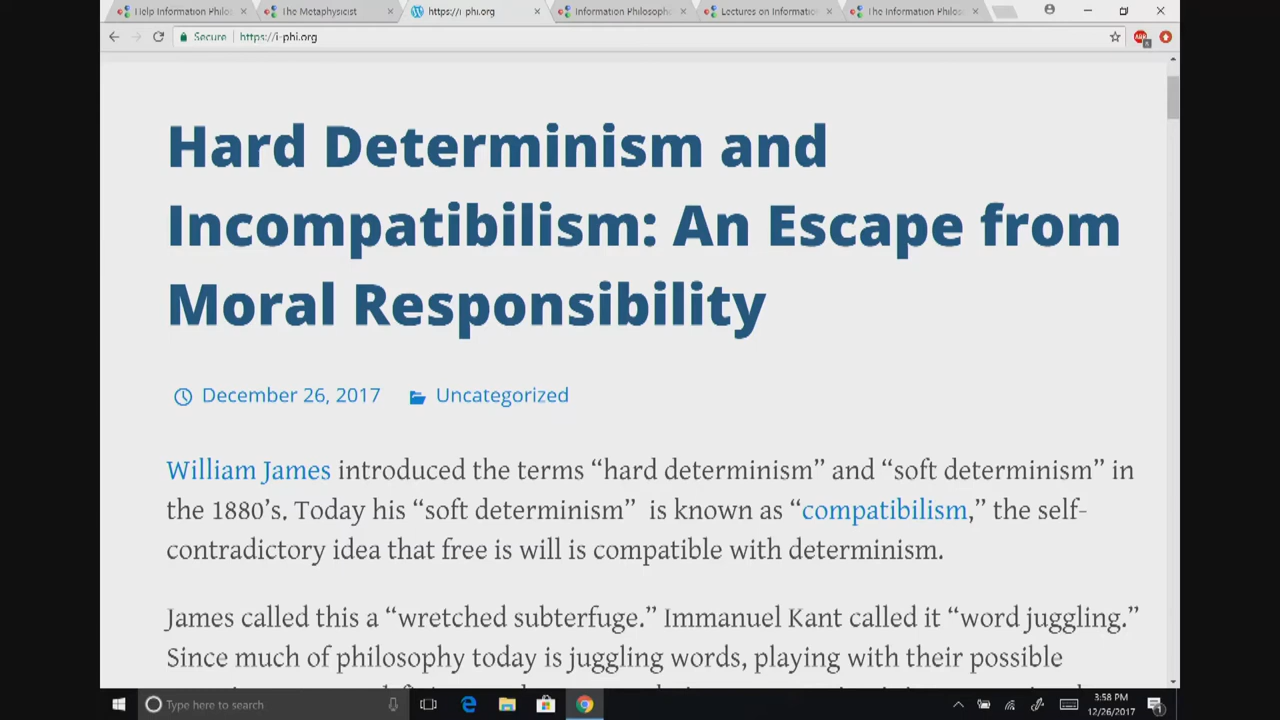 Help Information Philos
The Metaphysicist
https://i-phi.org
Information Philosoph
Lectures on Informatio
The Information Philos
Secure
https://i-phi.org
Hard Determinism and
Incompatibilism: An Escape from
Moral Responsibility
December 26, 2017
Uncategorized
William James introduced the terms “hard determinism” and “soft determinism” in
the 1880’s. Today his “soft determinism” is known as “compatibilism,” the self-
contradictory idea that free is will is compatible with determinism.
James called this a “wretched subterfuge.” Immanuel Kant called it “word juggling.”
Since much of philosophy today is juggling words, playing with their possible
Type here to search
3:58 PM
12/26/2017